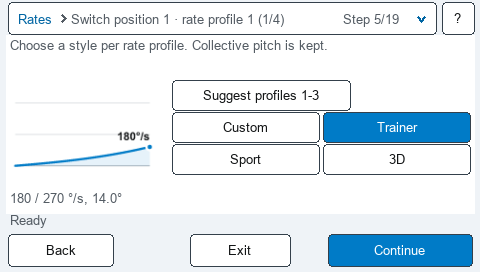 Rates > Switch position 1 · rate profile 1 (1/4) Step 5/19 ?
Choose a style per rate profile. Collective pitch is kept.
Suggest profiles 1-3
180°/s
Custom Trainer
Sport 3D
180 / 270 °/s, 14.0°
Ready
Back Exit Continue